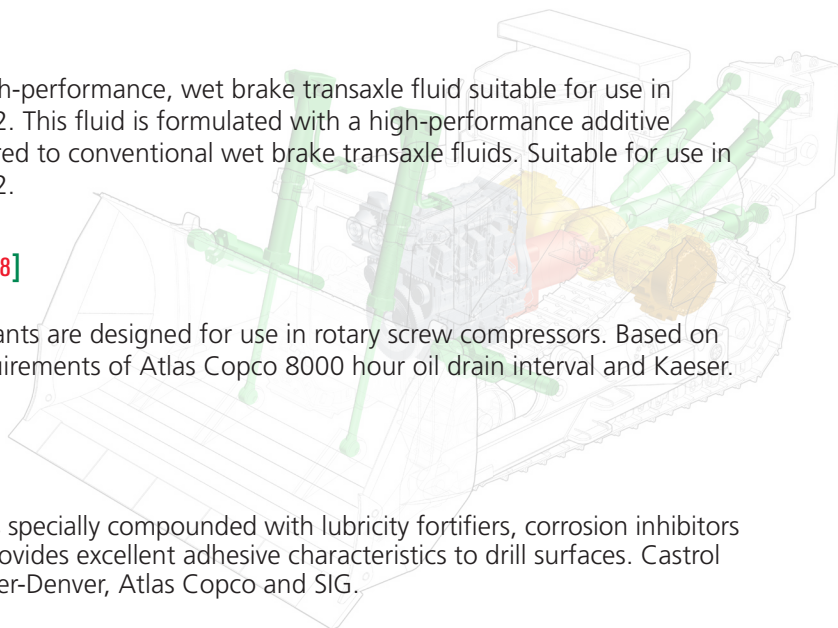 h-performance, wet brake transaxle fluid suitable for use in
2. This fluid is formulated with a high-performance additive
red to conventional wet brake transaxle fluids. Suitable for use in
2.
8]
ants are designed for use in rotary screw compressors. Based on
uirements of Atlas Copco 8000 hour oil drain interval and Kaeser.
specially compounded with lubricity fortifiers, corrosion inhibitors
ovides excellent adhesive characteristics to drill surfaces. Castrol
er-Denver, Atlas Copco and SIG.